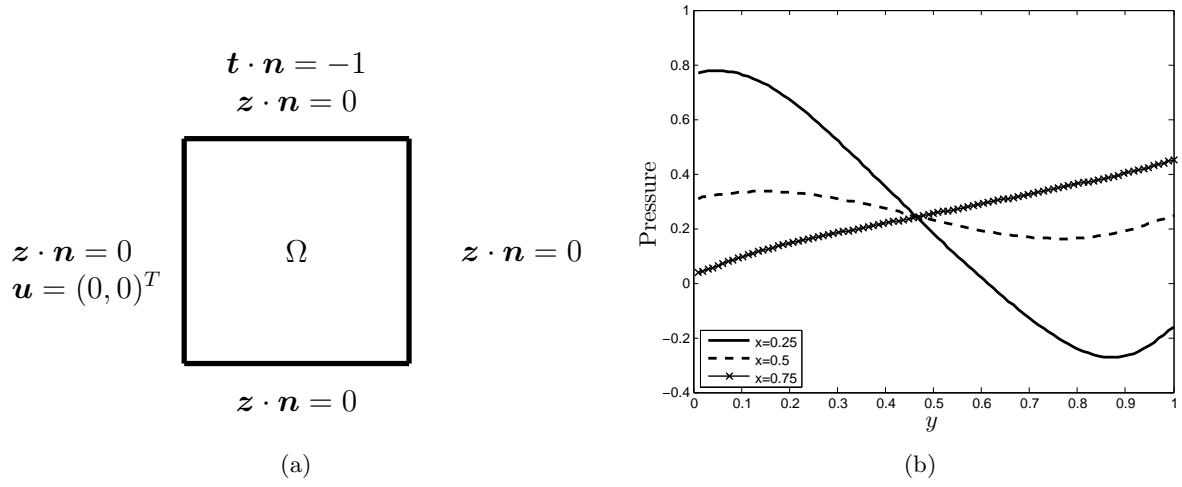 t · n = −1
z · n = 0
z · n = 0
u = (0, 0)^T
Ω
z · n = 0
z · n = 0
(a)
1
0.8
0.6
0.4
0.2
0
−0.2
−0.4
Pressure
x=0.25
x=0.5
x=0.75
0 0.1 0.2 0.3 0.4 0.5 0.6 0.7 0.8 0.9 1
y
(b)